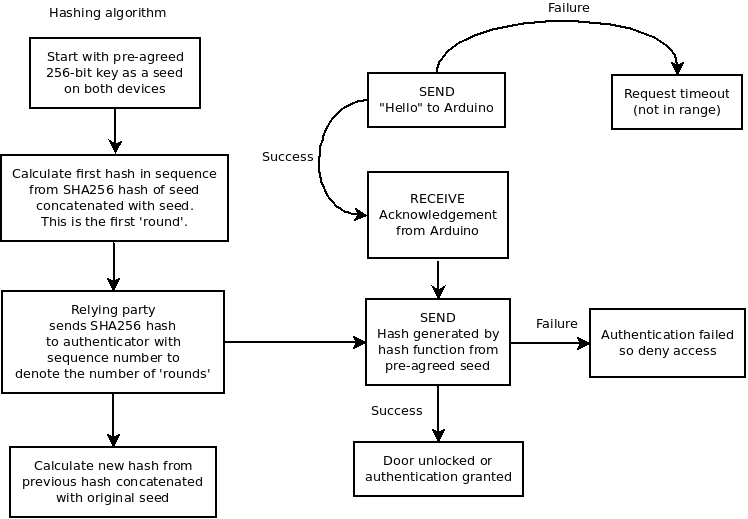 Hashing algorithm
Start with pre-agreed
256-bit key as a seed
on both devices
Calculate first hash in sequence
from SHA256 hash of seed
concatenated with seed.
This is the first 'round'.
Relying party
sends SHA256 hash
to authenticator with
sequence number to
denote the number of 'rounds'
Calculate new hash from
previous hash concatenated
with original seed
Failure
SEND
"Hello" to Arduino
Request timeout
(not in range)
Success
RECEIVE
Acknowledgement
from Arduino
SEND
Hash generated by
hash function from
pre-agreed seed
Failure
Authentication failed
so deny access
Success
Door unlocked or
authentication granted